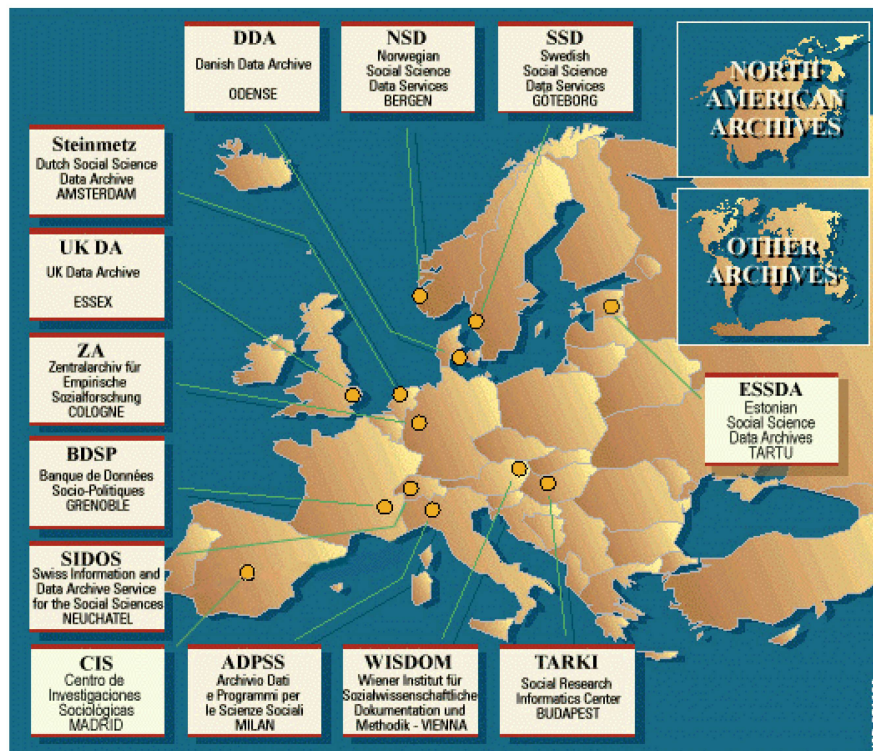 DDA
Danish Data Archive
ODENSE
NSD
Norwegian
Social Science
Data Services
BERGEN
SSD
Swedish
Social Science
Data Services
GÖTEBORG
NORTH
AMERICAN
ARCHIVES
Steinmetz
Dutch Social Science
Data Archive
AMSTERDAM
OTHER
ARCHIVES
UK DA
UK Data Archive
ESSEX
ZA
Zentralarchiv für
Empirische
Sozialforschung
COLOGNE
ESSDA
Estonian
Social Science
Data Archives
TARTU
BDSP
Banque de Données
Socio-Politiques
GRENOBLE
SIDOS
Swiss Information and
Data Archive Service
for the Social Sciences
NEUCHATEL
CIS
Centro de
Investigaciones
Sociológicas
MADRID
ADPSS
Archivio Dati
e Programmi per
le Scienze Sociali
MILAN
WISDOM
Wiener Institut für
Sozialwissenschaftliche
Dokumentation und
Methodik - VIENNA
TARKI
Social Research
Informatics Center
BUDAPEST